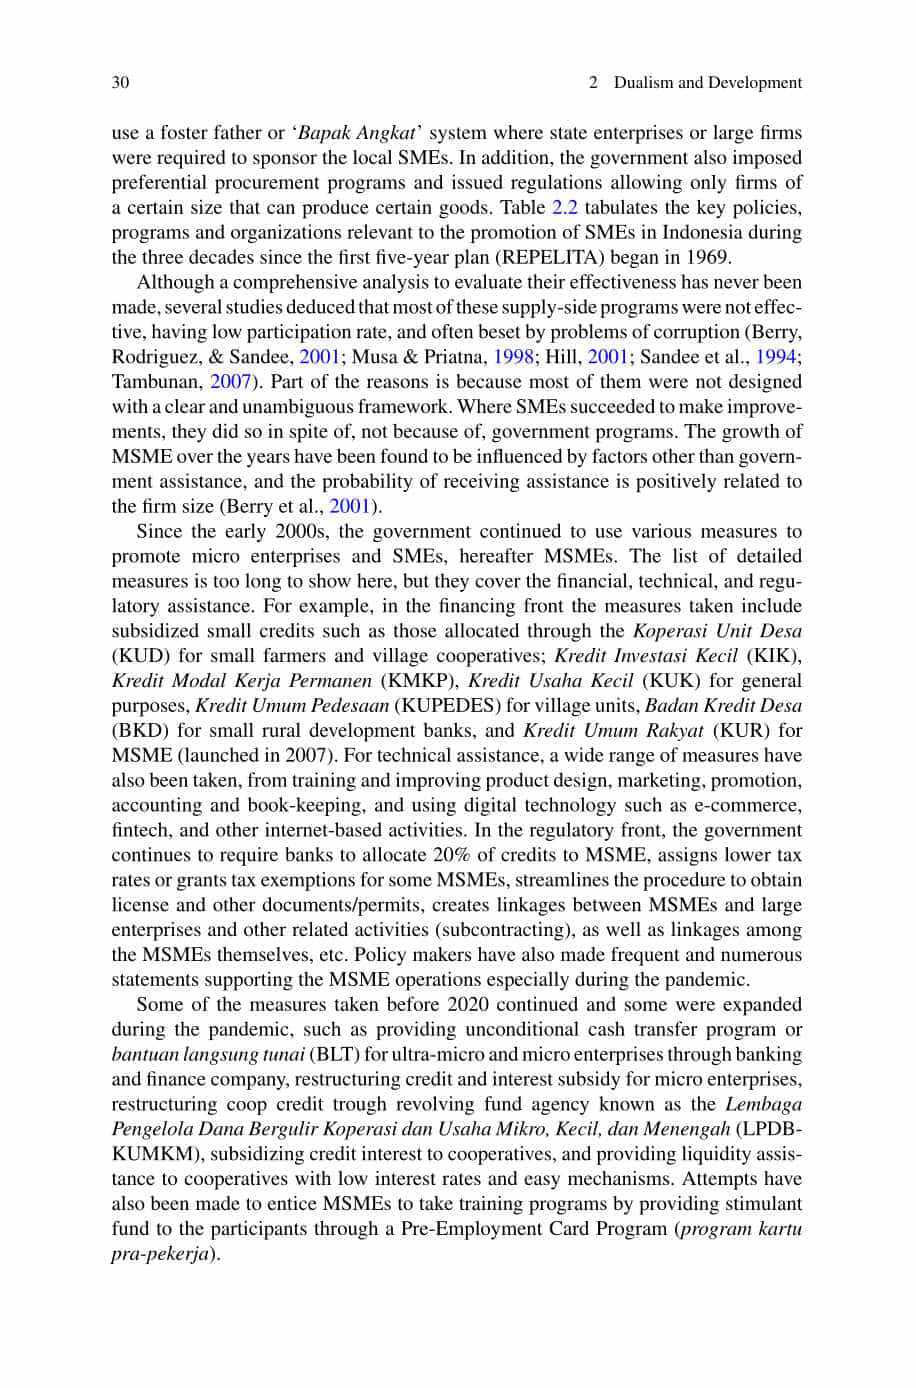 30
2 Dualism and Development
use a foster father or ‘Bapak Angkat’ system where state enterprises or large firms
were required to sponsor the local SMEs. In addition, the government also imposed
preferential procurement programs and issued regulations allowing only firms of
a certain size that can produce certain goods. Table 2.2 tabulates the key policies,
programs and organizations relevant to the promotion of SMEs in Indonesia during
the three decades since the first five-year plan (REPELITA) began in 1969.
Although a comprehensive analysis to evaluate their effectiveness has never been
made, several studies deduced that most of these supply-side programs were not effec-
tive, having low participation rate, and often beset by problems of corruption (Berry,
Rodriguez, & Sandee, 2001; Musa & Priatna, 1998; Hill, 2001; Sandee et al., 1994;
Tambunan, 2007). Part of the reasons is because most of them were not designed
with a clear and unambiguous framework. Where SMEs succeeded to make improve-
ments, they did so in spite of, not because of, government programs. The growth of
MSME over the years have been found to be influenced by factors other than govern-
ment assistance, and the probability of receiving assistance is positively related to
the firm size (Berry et al., 2001).
Since the early 2000s, the government continued to use various measures to
promote micro enterprises and SMEs, hereafter MSMEs. The list of detailed
measures is too long to show here, but they cover the financial, technical, and regu-
latory assistance. For example, in the financing front the measures taken include
subsidized small credits such as those allocated through the Koperasi Unit Desa
(KUD) for small farmers and village cooperatives; Kredit Investasi Kecil (KIK),
Kredit Modal Kerja Permanen (KMKP), Kredit Usaha Kecil (KUK) for general
purposes, Kredit Umum Pedesaan (KUPEDES) for village units, Badan Kredit Desa
(BKD) for small rural development banks, and Kredit Umum Rakyat (KUR) for
MSME (launched in 2007). For technical assistance, a wide range of measures have
also been taken, from training and improving product design, marketing, promotion,
accounting and book-keeping, and using digital technology such as e-commerce,
fintech, and other internet-based activities. In the regulatory front, the government
continues to require banks to allocate 20% of credits to MSME, assigns lower tax
rates or grants tax exemptions for some MSMEs, streamlines the procedure to obtain
license and other documents/permits, creates linkages between MSMEs and large
enterprises and other related activities (subcontracting), as well as linkages among
the MSMEs themselves, etc. Policy makers have also made frequent and numerous
statements supporting the MSME operations especially during the pandemic.
Some of the measures taken before 2020 continued and some were expanded
during the pandemic, such as providing unconditional cash transfer program or
bantuan langsung tunai (BLT) for ultra-micro and micro enterprises through banking
and finance company, restructuring credit and interest subsidy for micro enterprises,
restructuring coop credit trough revolving fund agency known as the Lembaga
Pengelola Dana Bergulir Koperasi dan Usaha Mikro, Kecil, dan Menengah (LPDB-
KUMKM), subsidizing credit interest to cooperatives, and providing liquidity assis-
tance to cooperatives with low interest rates and easy mechanisms. Attempts have
also been made to entice MSMEs to take training programs by providing stimulant
fund to the participants through a Pre-Employment Card Program (program kartu
pra-pekerja).